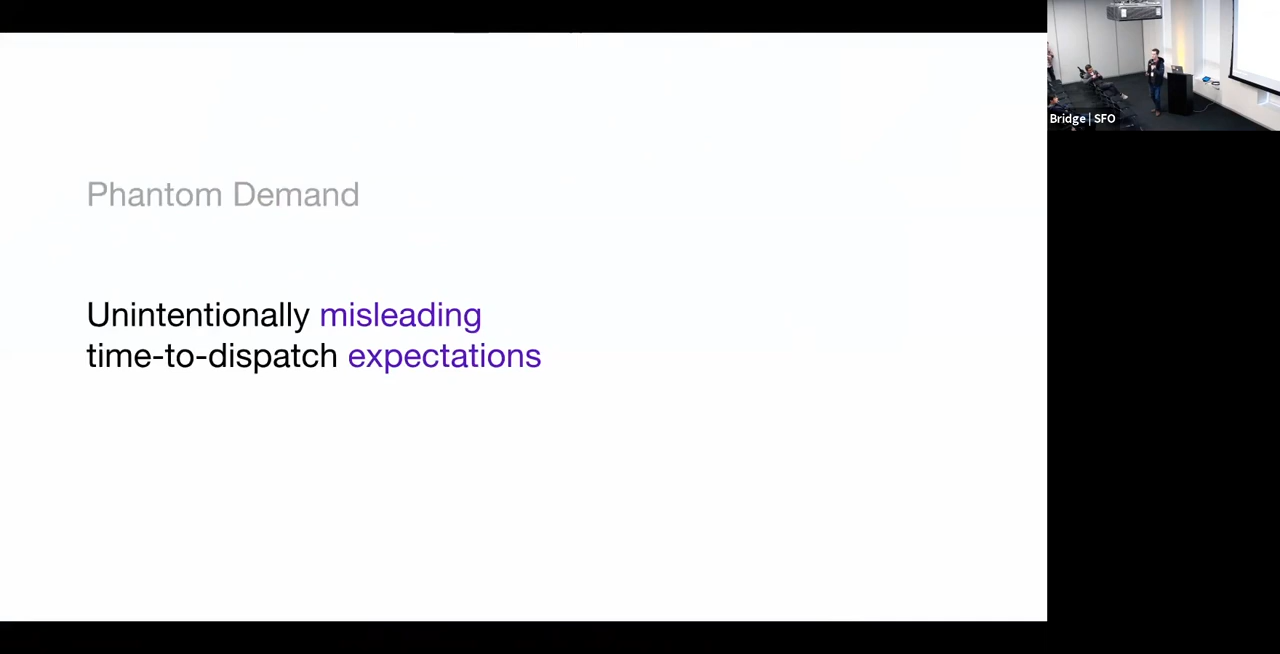 Phantom Demand
Unintentionally misleading
time-to-dispatch expectations
Bridge | SFO